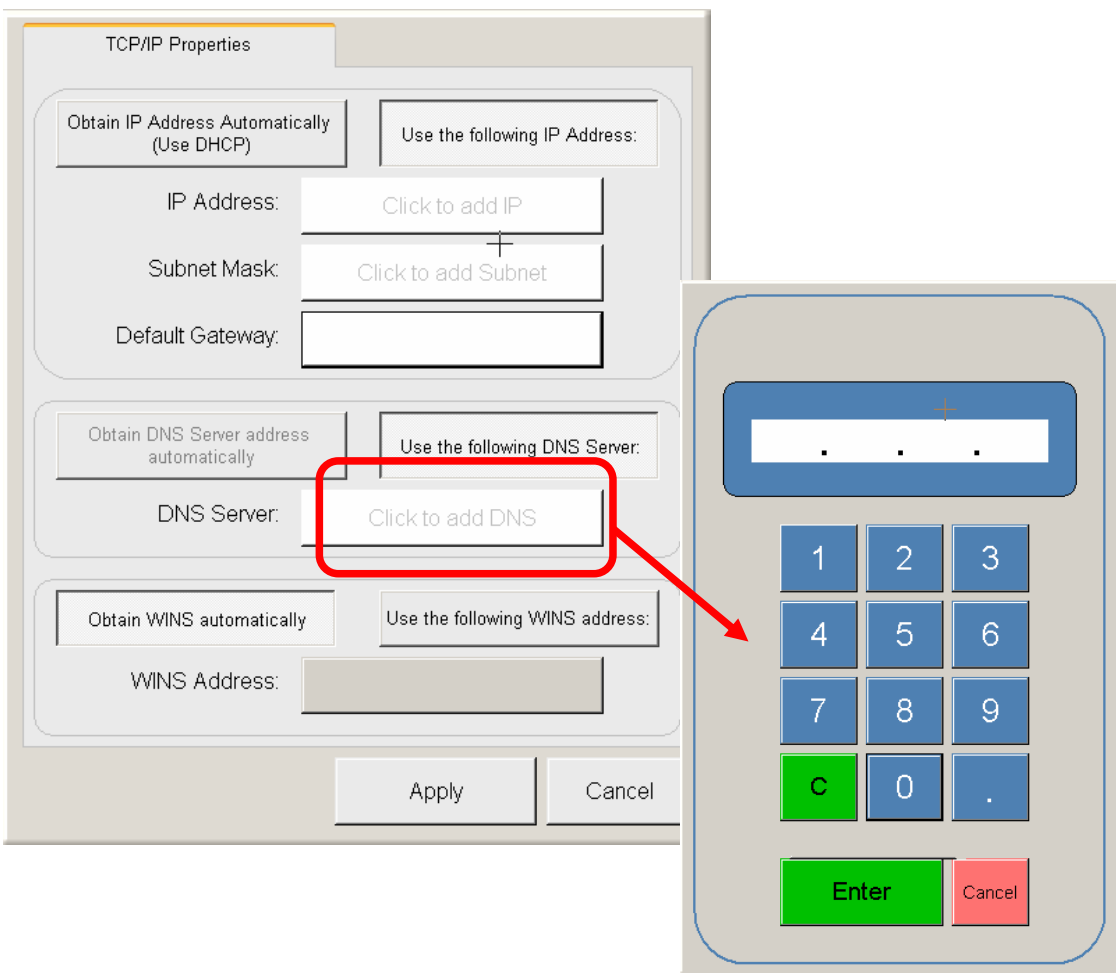 TCP/IP Properties
Obtain IP Address Automatically
(Use DHCP)
Use the following IP Address:
IP Address:
Click to add IP
Subnet Mask:
Click to add Subnet
Default Gateway:
Obtain DNS Server address
automatically
Use the following DNS Server:
DNS Server:
Click to add DNS
Obtain WINS automatically
Use the following WINS address:
WINS Address:
Apply
Cancel
. . .
1 2 3
4 5 6
7 8 9
C 0 .
Enter
Cancel